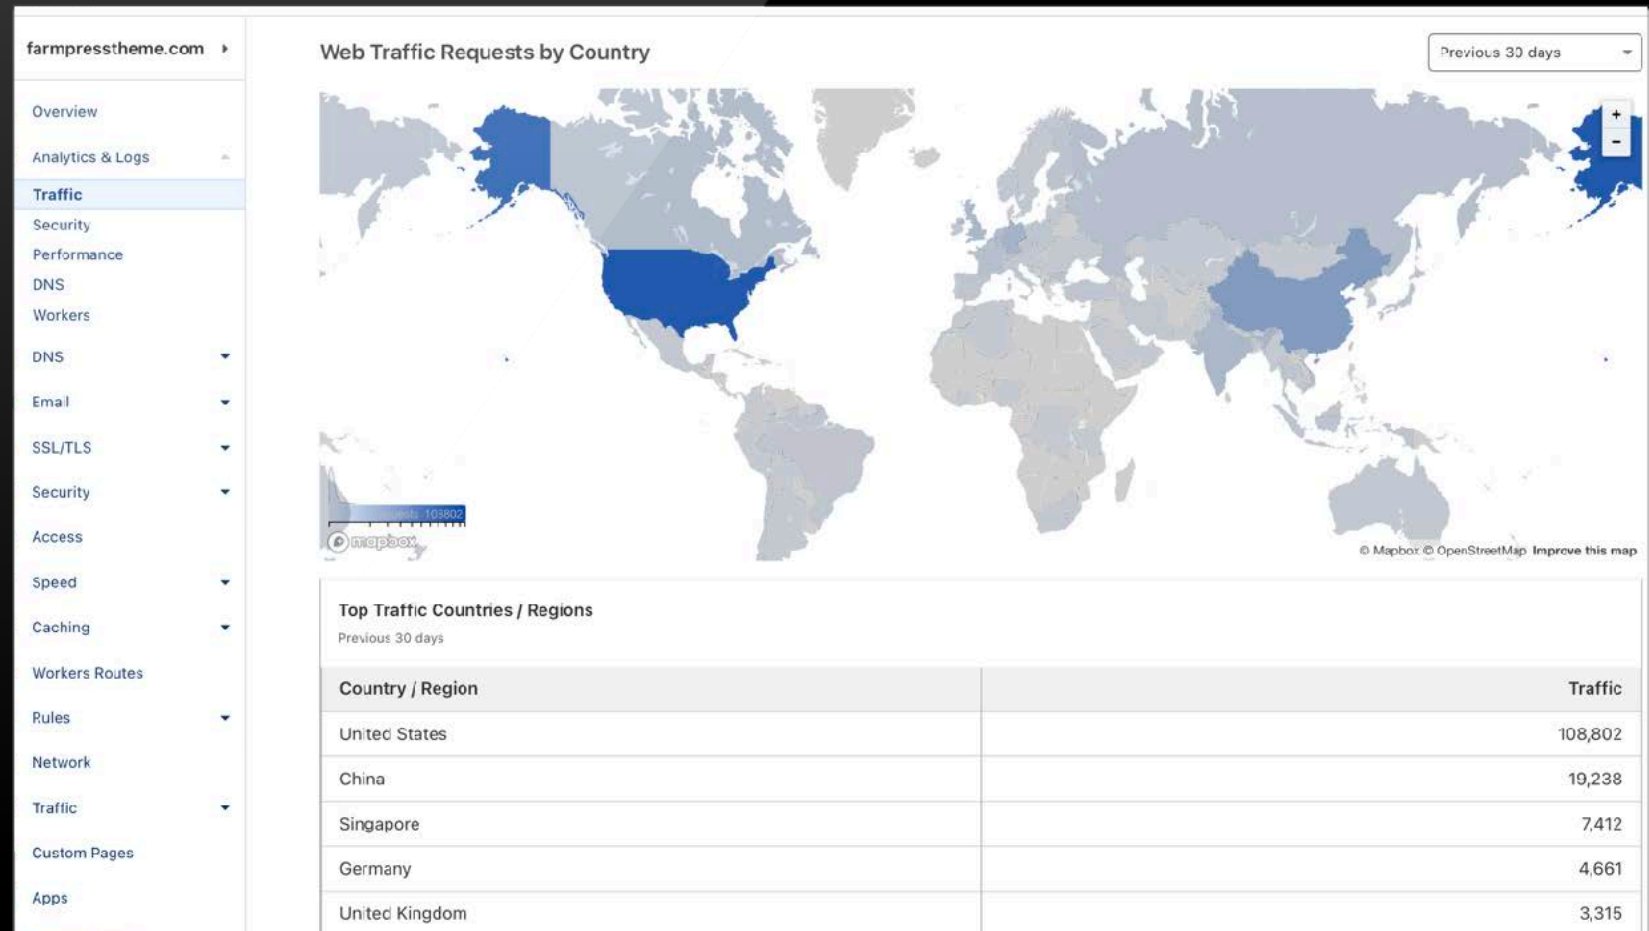 farmpresstheme.com
Overview
Analytics & Logs
Traffic
Security
Performance
DNS
Workers
DNS
Email
SSL/TLS
Security
Access
Speed
Caching
Workers Routes
Rules
Network
Traffic
Custom Pages
Apps
Web Traffic Requests by Country
Previous 30 days
+
-
108802
mapbox
© Mapbox © OpenStreetMap Improve this map
Top Traffic Countries / Regions
Previous 30 days
Country / Region Traffic
United States 108,802
China 19,238
Singapore 7,412
Germany 4,661
United Kingdom 3,315